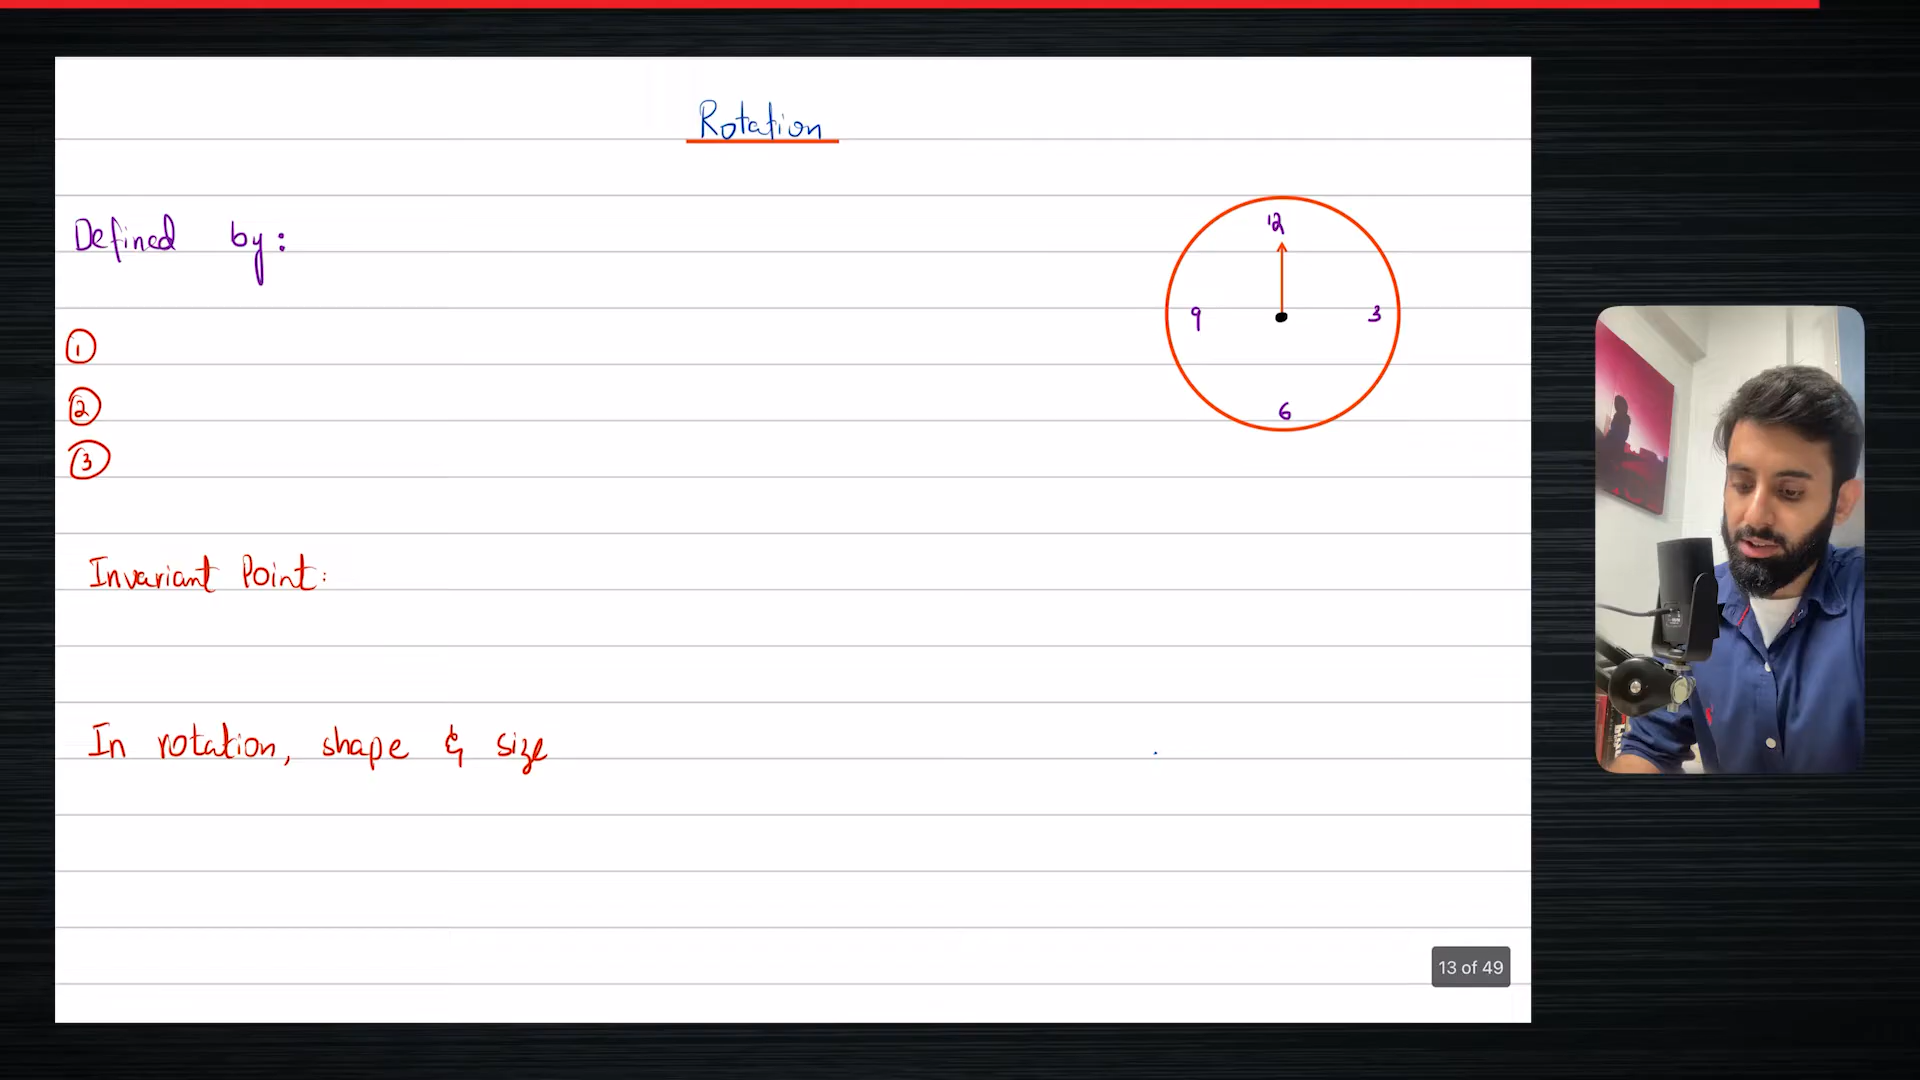 Rotation
Defined by:
12
9
3
6
1
2
3
Invariant Point:
In rotation, shape & size
13 of 49